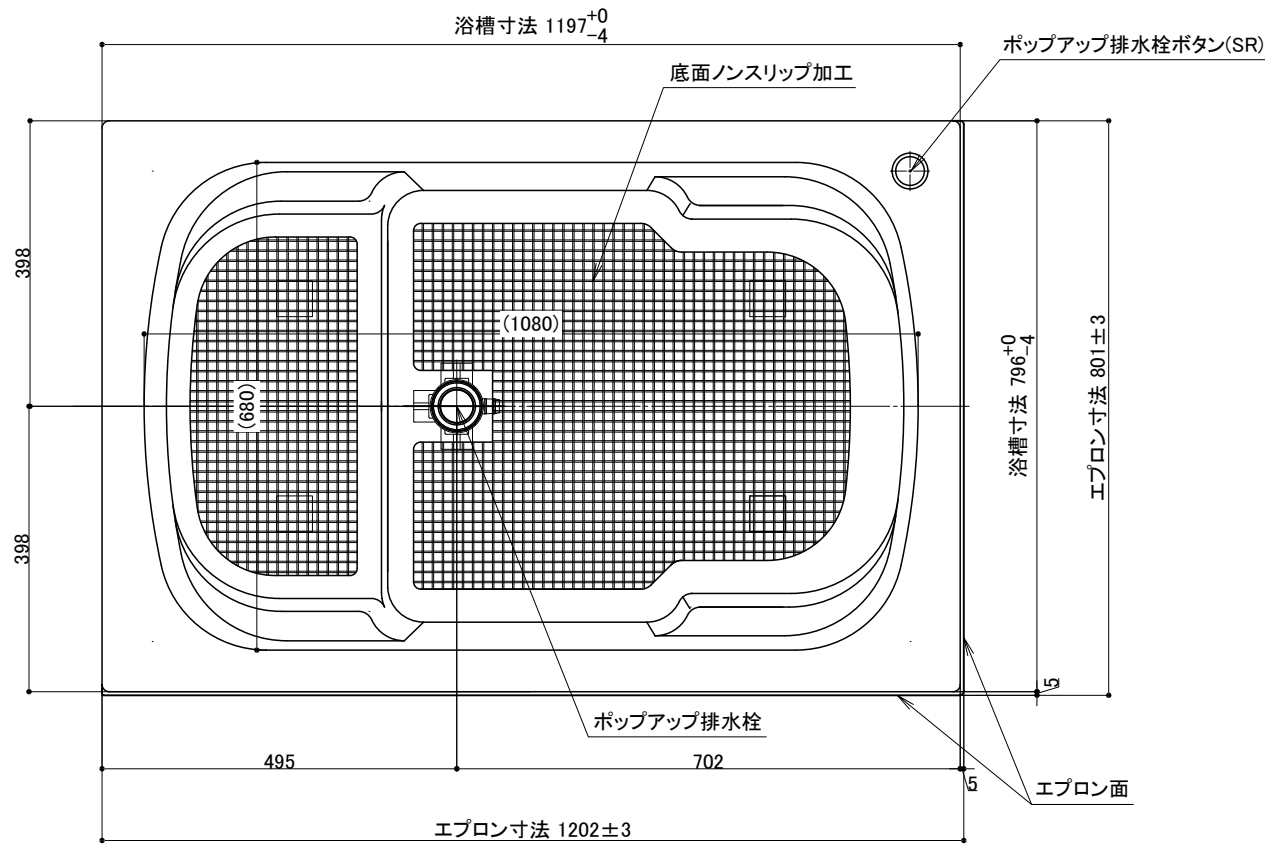 浴槽寸法 1197+0 -4
ポップアップ排水栓ボタン(SR)
底面ノンスリップ加工
398
(1080)
(680)
浴槽寸法 796+0 -4
エプロン寸法 801±3
398
5
ポップアップ排水栓
495
702
5
エプロン面
エプロン寸法 1202±3